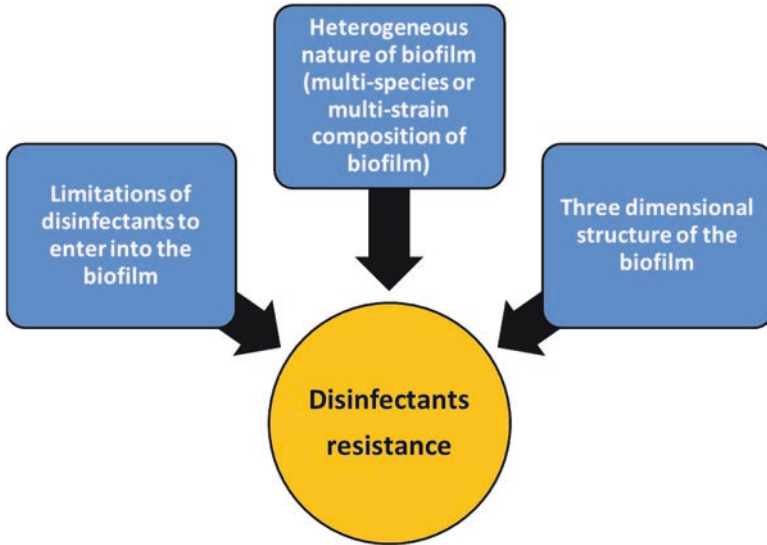 Heterogeneous
nature of biofilm
(multi-species or
multi-strain
composition of
biofilm)
Limitations of
disinfectants to
enter into the
biofilm
Three dimensional
structure of the
biofilm
Disinfectants
resistance